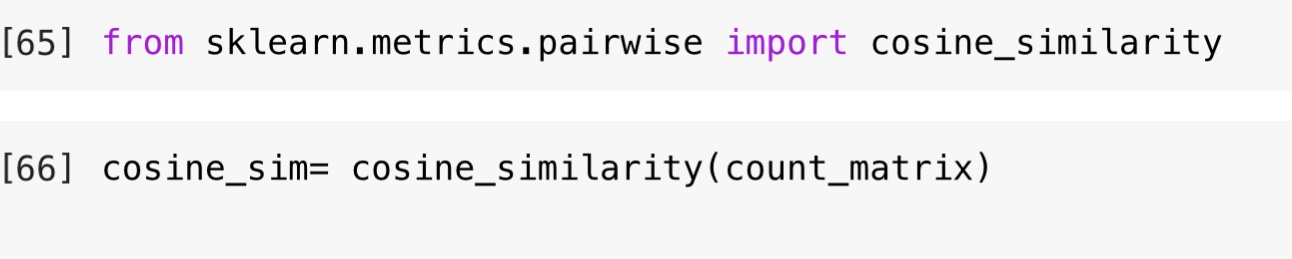 [65] from sklearn.metrics.pairwise import cosine_similarity
[66] cosine_sim= cosine_similarity(count_matrix)